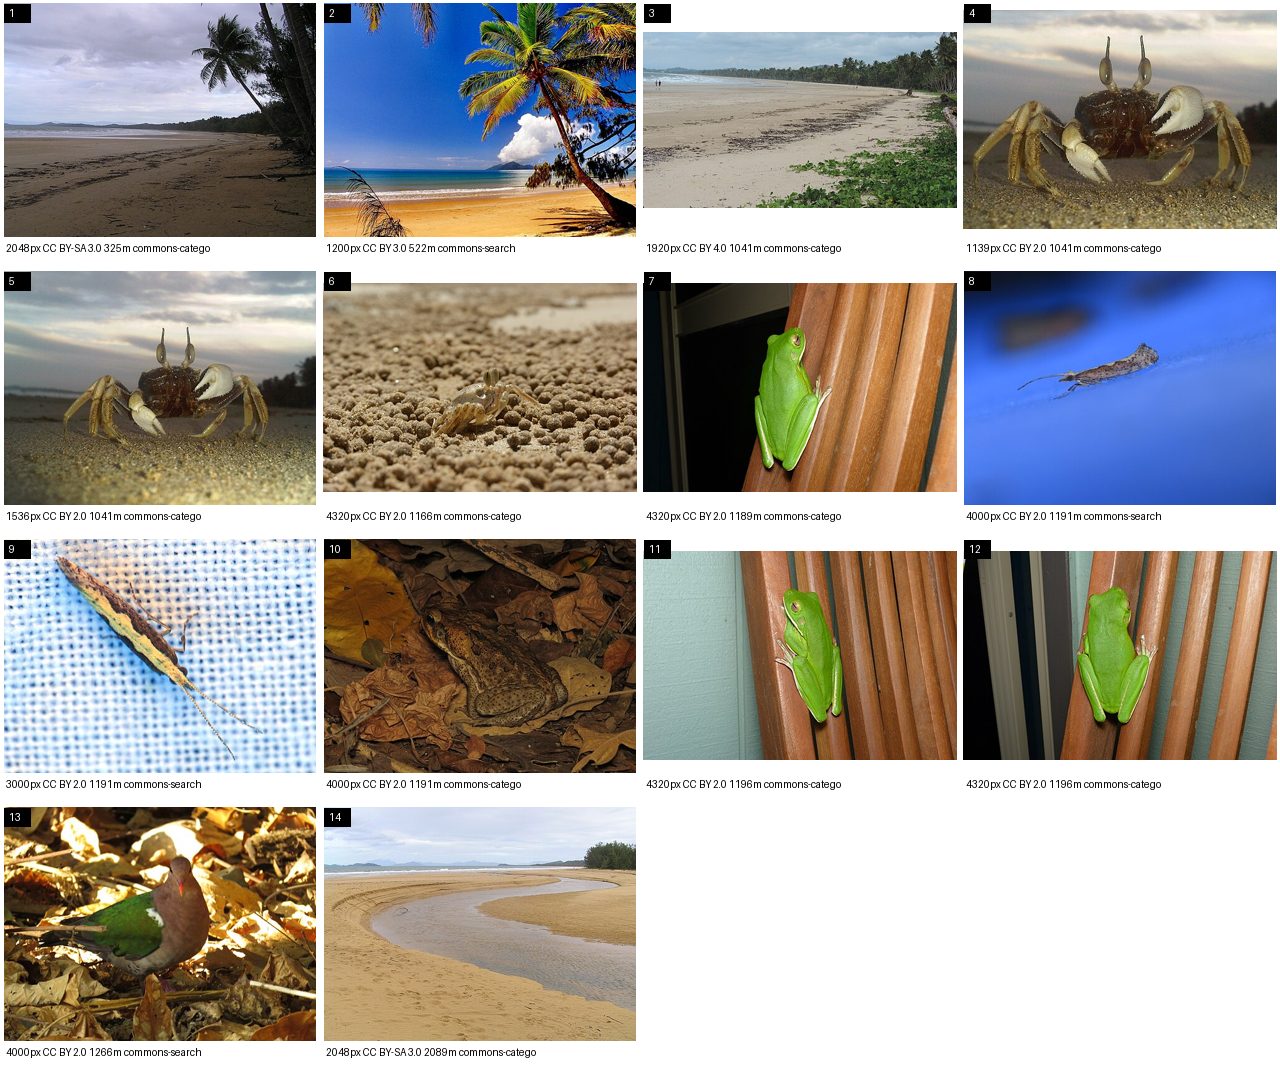 1
2
3
4
2048px CC BY-SA 3.0 325m commons-catego
1200px CC BY 3.0 522m commons-search
1920px CC BY 4.0 1041m commons-catego
1139px CC BY 2.0 1041m commons-catego
5
6
7
8
1536px CC BY 2.0 1041m commons-catego
4320px CC BY 2.0 1166m commons-catego
4320px CC BY 2.0 1189m commons-catego
4000px CC BY 2.0 1191m commons-search
9
10
11
12
3000px CC BY 2.0 1191m commons-search
4000px CC BY 2.0 1191m commons-catego
4320px CC BY 2.0 1196m commons-catego
4320px CC BY 2.0 1196m commons-catego
13
14
4000px CC BY 2.0 1266m commons-search
2048px CC BY-SA 3.0 2089m commons-catego